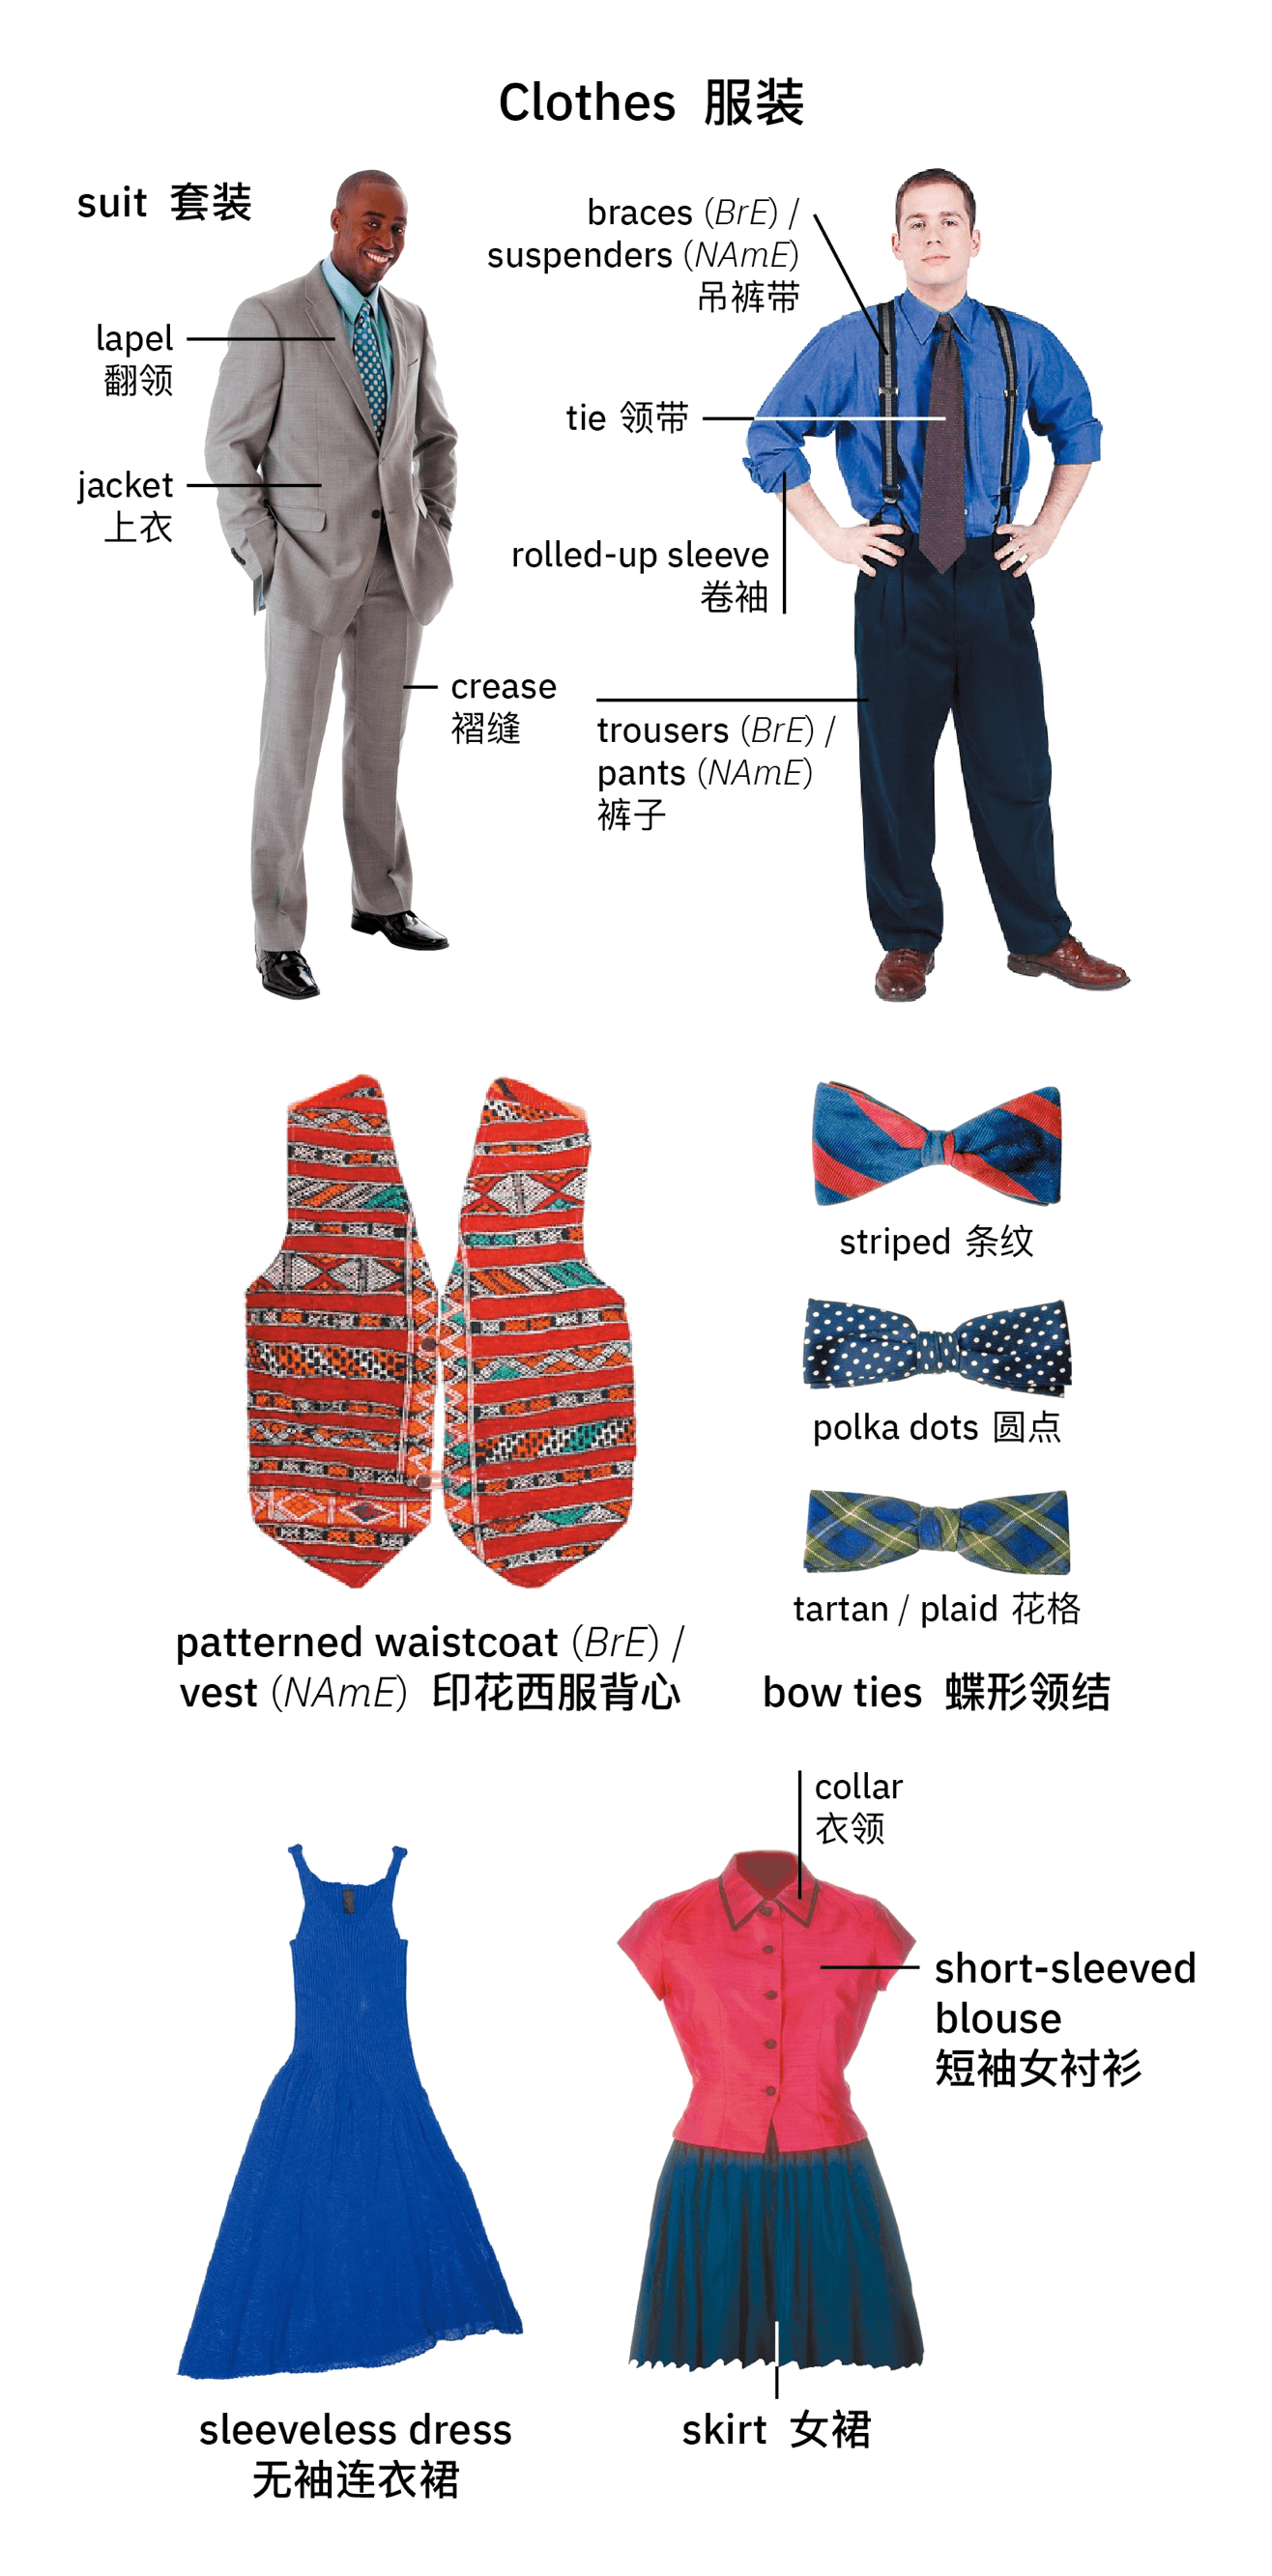 Clothes 服装
suit 套装
lapel
翻领
jacket
上衣
crease
褶缝
braces (BrE) /
suspenders (NAmE)
吊裤带
tie 领带
rolled-up sleeve
卷袖
trousers (BrE) /
pants (NAmE)
裤子
patterned waistcoat (BrE) /
vest (NAmE) 印花西服背心
striped 条纹
polka dots 圆点
tartan / plaid 花格
bow ties 蝶形领结
sleeveless dress
无袖连衣裙
collar
衣领
short-sleeved
blouse
短袖女衬衫
skirt 女裙